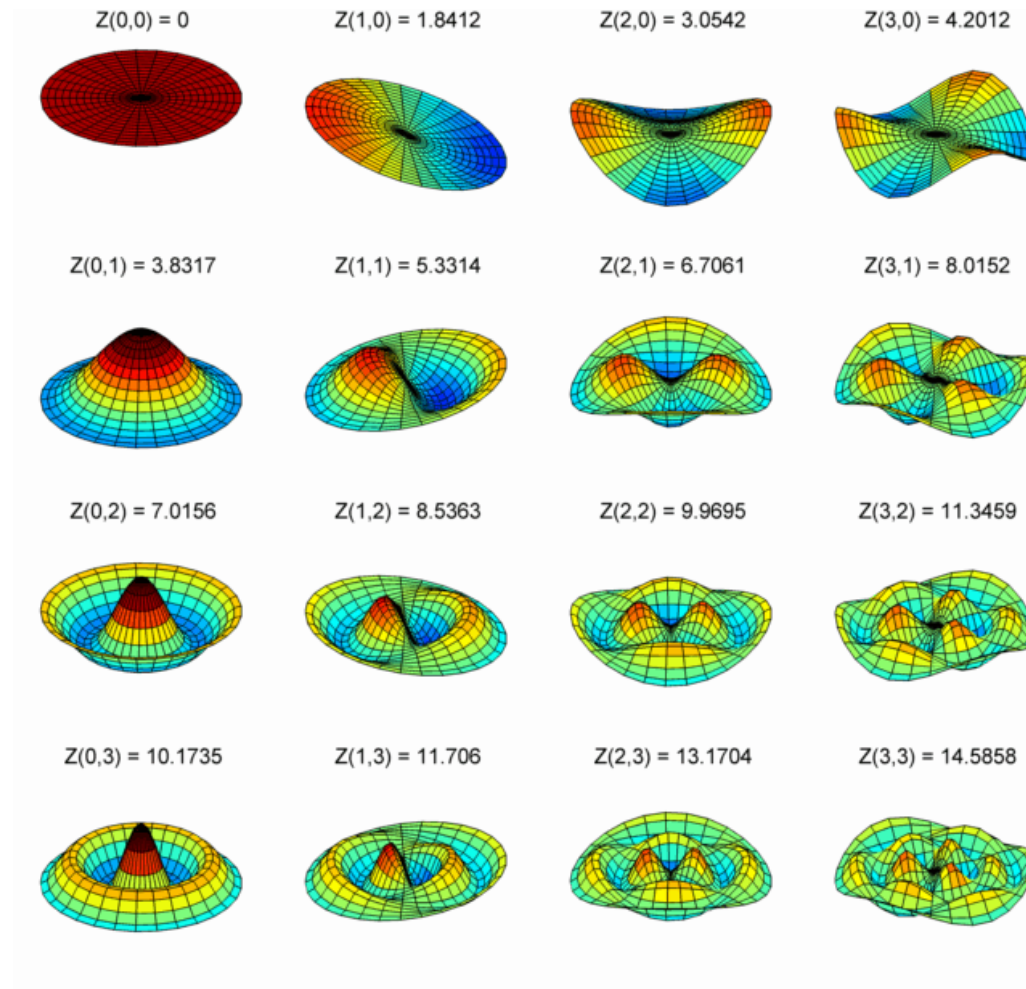 Z(0,0) = 0
Z(1,0) = 1.8412
Z(2,0) = 3.0542
Z(3,0) = 4.2012
Z(0,1) = 3.8317
Z(1,1) = 5.3314
Z(2,1) = 6.7061
Z(3,1) = 8.0152
Z(0,2) = 7.0156
Z(1,2) = 8.5363
Z(2,2) = 9.9695
Z(3,2) = 11.3459
Z(0,3) = 10.1735
Z(1,3) = 11.706
Z(2,3) = 13.1704
Z(3,3) = 14.5858